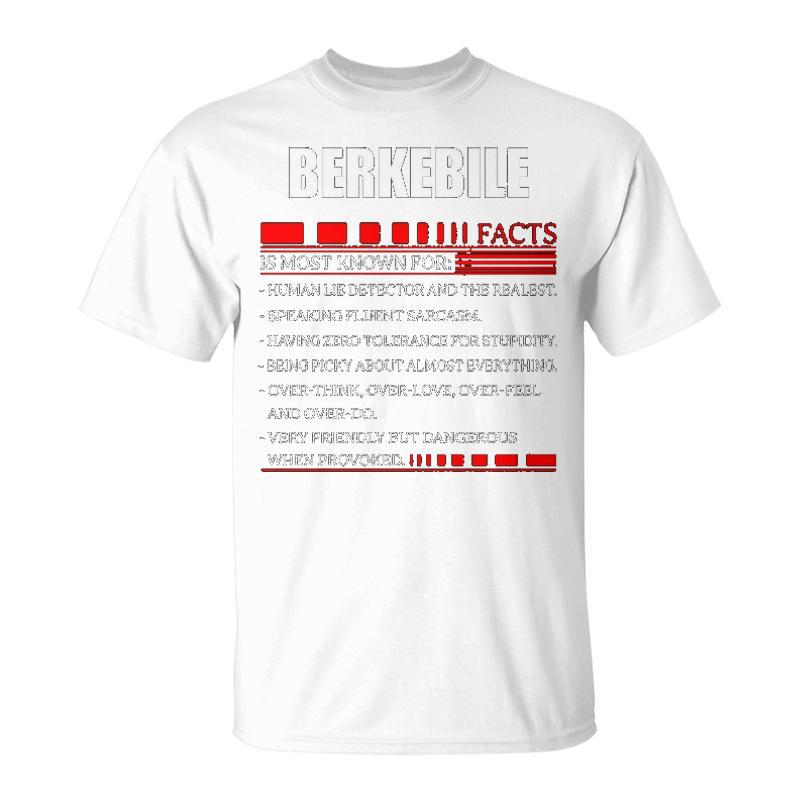 BERKEBILE
FACTS
IS MOST KNOWN FOR:
- HUMAN LIE DETECTOR AND THE REALEST.
- SPEAKING FLUENT SARCASM.
- HAVING ZERO TOLERANCE FOR STUPIDITY.
- BEING PICKY ABOUT ALMOST EVERYTHING.
- OVER-THINK, OVER-LOVE, OVER-FEEL
AND OVER-DO.
- VERY FRIENDLY BUT DANGEROUS
WHEN PROVOKED.